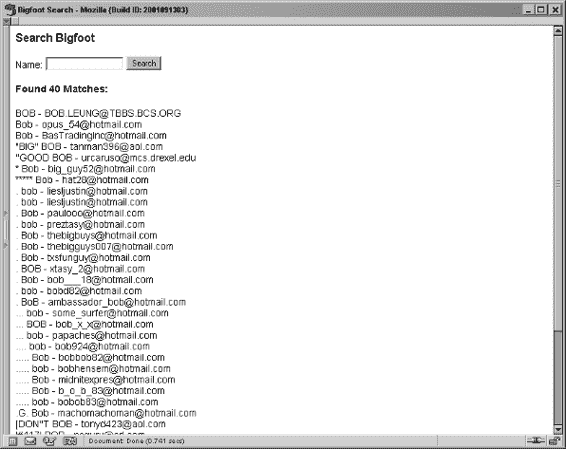 Bigfoot Search - Mozilla {Build ID: 2001091303}
Search Bigfoot
Name: Search
Found 40 Matches:
BOB - BOB.LEUNG@TBBS.BCS.ORG
Bob - opus_54@hotmail.com
Bob - BasTradingInc@hotmail.com
"BIG" BOB - tanman396@aol.com
"GOOD BOB - urcaruso@mcs.drexel.edu
* Bob - big_guy52@hotmail.com
***** Bob - hat28@hotmail.com
. bob - liesljustin@hotmail.com
. bob - liesljustin@hotmail.com
. Bob - paulooo@hotmail.com
. bob - preztasy@hotmail.com
. Bob - thebigbuys@hotmail.com
. Bob - thebigguys007@hotmail.com
. Bob - txsfunguy@hotmail.com
. BOB - xtasy_2@hotmail.com
. Bob - bob___18@hotmail.com
. bob - bobd82@hotmail.com
. BoB - ambassador_bob@hotmail.com
... bob - some_surfer@hotmail.com
... BOB - bob_x_x@hotmail.com
... bob - papaches@hotmail.com
.... bob - bob924@hotmail.com
..... Bob - bobbob82@hotmail.com
..... bob - bobhensem@hotmail.com
..... Bob - midnitexpres@hotmail.com
..... Bob - b_o_b_83@hotmail.com
..... bob - bobob83@hotmail.com
.G. Bob - machomachoman@hotmail.com
|DON"T BOB - tonyd423@aol.com
Document: Done (0.741 secs)